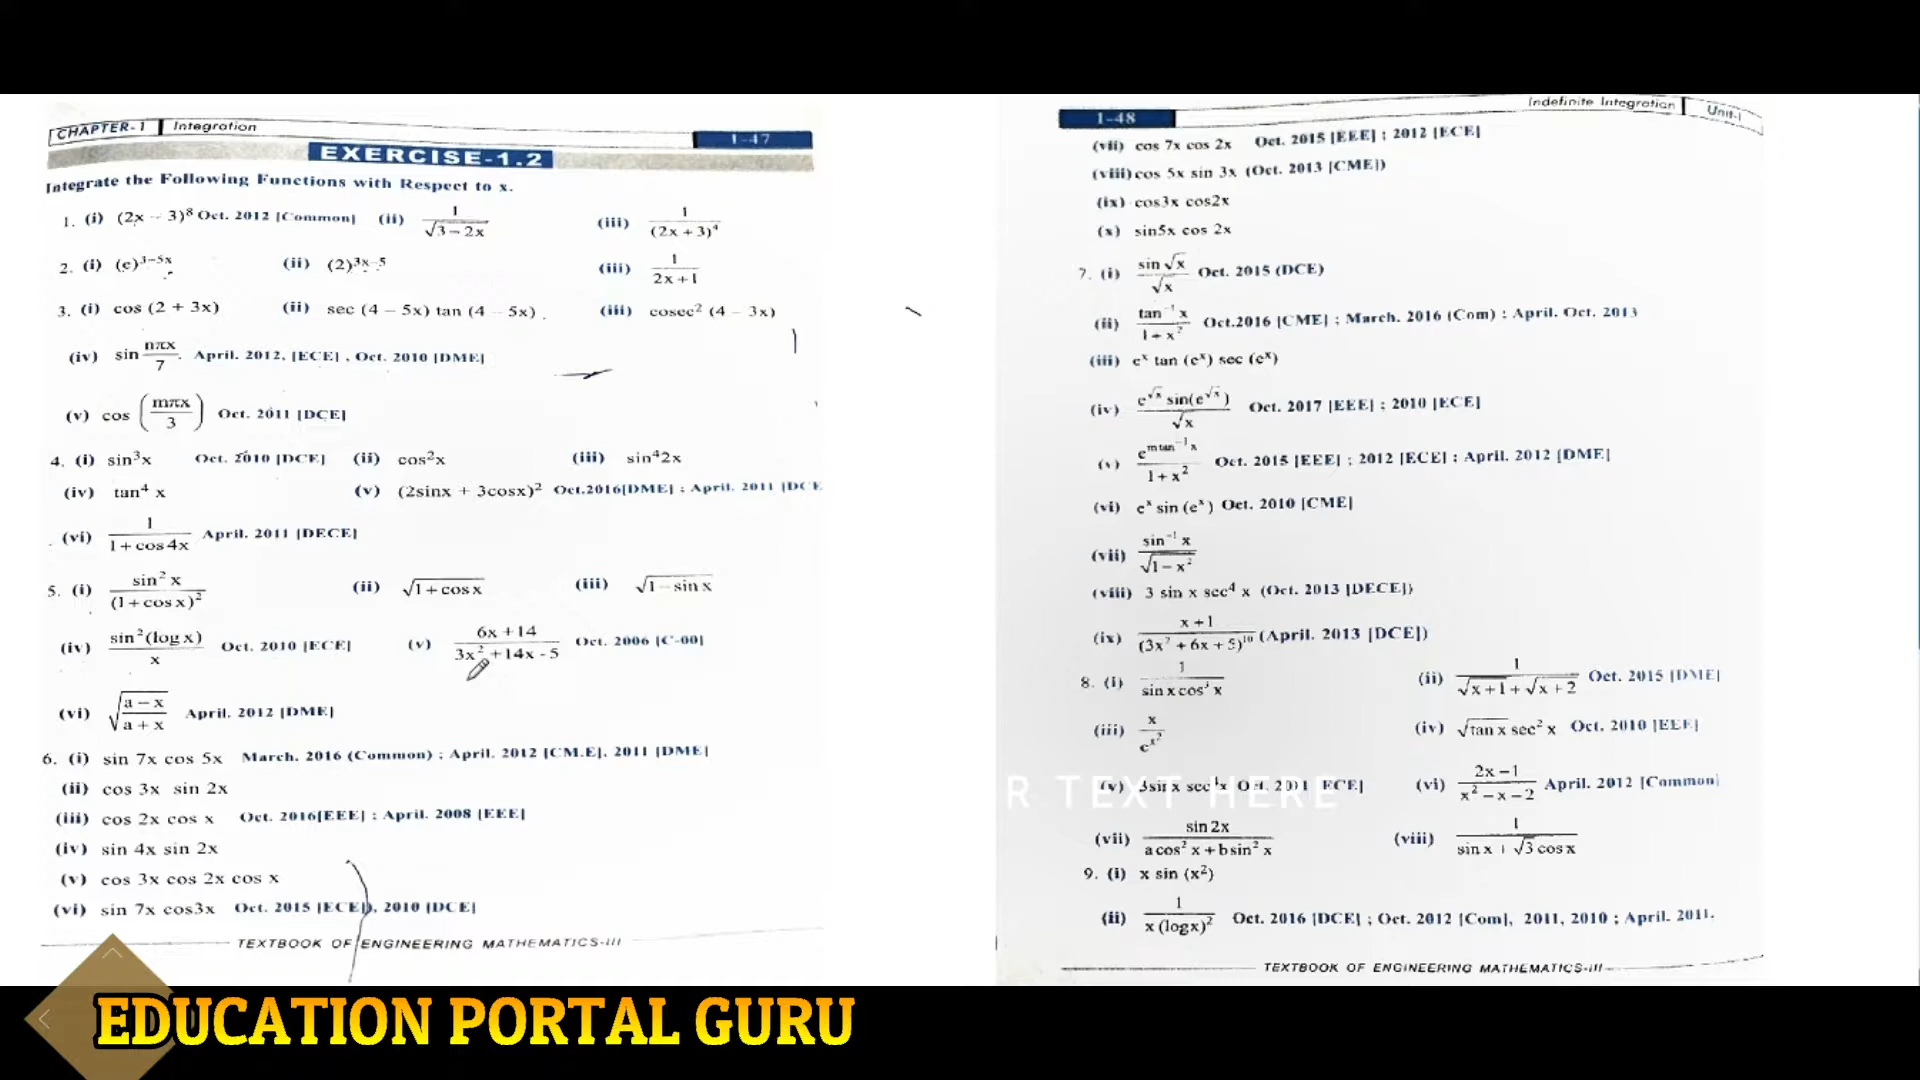 CHAPTER-1 Integration 1-47
EXERCISE-1.2
Integrate the Following Functions with Respect to x.
1. (i) (2x - 3)⁸ Oct. 2012 [Common] (ii) 1/√(3 - 2x) (iii) 1/(2x + 3)⁴
2. (i) (e)^(3-5x) (ii) (2)^(3x-5) (iii) 1/(2x+1)
3. (i) cos (2 + 3x) (ii) sec (4 - 5x) tan (4 - 5x) (iii) cosec² (4 - 3x)
(iv) sin nπx/7 April. 2012, [ECE], Oct. 2010 [DME]
(v) cos (mπx/3) Oct. 2011 [DCE]
4. (i) sin³x Oct. 2010 [DCE] (ii) cos²x (iii) sin⁴2x
(iv) tan⁴ x (v) (2sinx + 3cosx)² Oct.2016[DME] ; April. 2011 [DCE
(vi) 1/(1+cos4x) April. 2011 [DECE]
5. (i) sin² x/(1+cos x)² (ii) √(1+cos x) (iii) √(1-sin x)
(iv) sin²(log x)/x Oct. 2010 [ECE] (v) (6x+14)/(3x²+14x-5) Oct. 2006 [C-00]
(vi) √((a-x)/(a+x)) April. 2012 [DME]
6. (i) sin 7x cos 5x March. 2016 (Common) ; April. 2012 [CM.E]. 2011 [DME]
(ii) cos 3x sin 2x
(iii) cos 2x cos x Oct. 2016[EEE] ; April. 2008 [EEE]
(iv) sin 4x sin 2x
(v) cos 3x cos 2x cos x
(vi) sin 7x cos3x Oct. 2015 [ECE], 2010 [DCE]
TEXTBOOK OF ENGINEERING MATHEMATICS-III
1-48 Indefinite Integration Unit-I
(vii) cos 7x cos 2x Oct. 2015 [EEE] ; 2012 [ECE]
(viii) cos 5x sin 3x (Oct. 2013 [CME])
(ix) cos3x cos2x
(x) sin5x cos 2x
7. (i) sin √x/√x Oct. 2015 (DCE)
(ii) tan⁻¹ x/(1+x²) Oct.2016 [CME] ; March. 2016 (Com) ; April. Oct. 2013
(iii) eˣ tan (eˣ) sec (eˣ)
(iv) e^√x sin(e^√x)/√x Oct. 2017 [EEE] ; 2010 [ECE]
(v) e^(m tan⁻¹ x)/(1+x²) Oct. 2015 [EEE] ; 2012 [ECE] ; April. 2012 [DME]
(vi) eˣ sin (eˣ) Oct. 2010 [CME]
(vii) sin⁻¹ x/√(1-x²)
(viii) 3 sin x sec⁴ x (Oct. 2013 [DECE])
(ix) (x+1)/(3x²+6x+5)¹⁰ (April. 2013 [DCE])
8. (i) 1/(sin x cos³ x) (ii) 1/(√(x+1)+√(x+2)) Oct. 2015 [DME]
(iii) x/e^(x²) (iv) √(tan x) sec² x Oct. 2010 [EEE]
R TEXT HERE
(v) 3sinx sec⁴x Oct. 2011 ECE] (vi) (2x-1)/(x²-x-2) April. 2012 [Common]
(vii) sin 2x/(a cos² x + b sin² x) (viii) 1/(sin x + √3 cos x)
9. (i) x sin (x²)
(ii) 1/(x (logx)²) Oct. 2016 [DCE] ; Oct. 2012 [Com], 2011, 2010 ; April. 2011.
TEXTBOOK OF ENGINEERING MATHEMATICS-III
EDUCATION PORTAL GURU